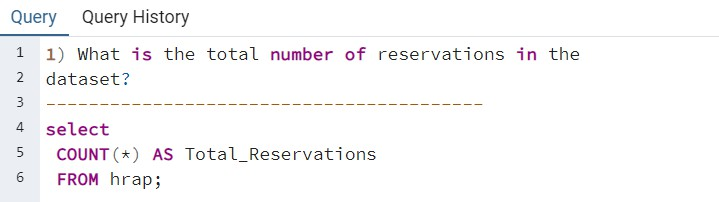 Query Query History
1 1) What is the total number of reservations in the
2 dataset?
3 -----------------------------------------
4 select
5 COUNT(*) AS Total_Reservations
6 FROM hrap;